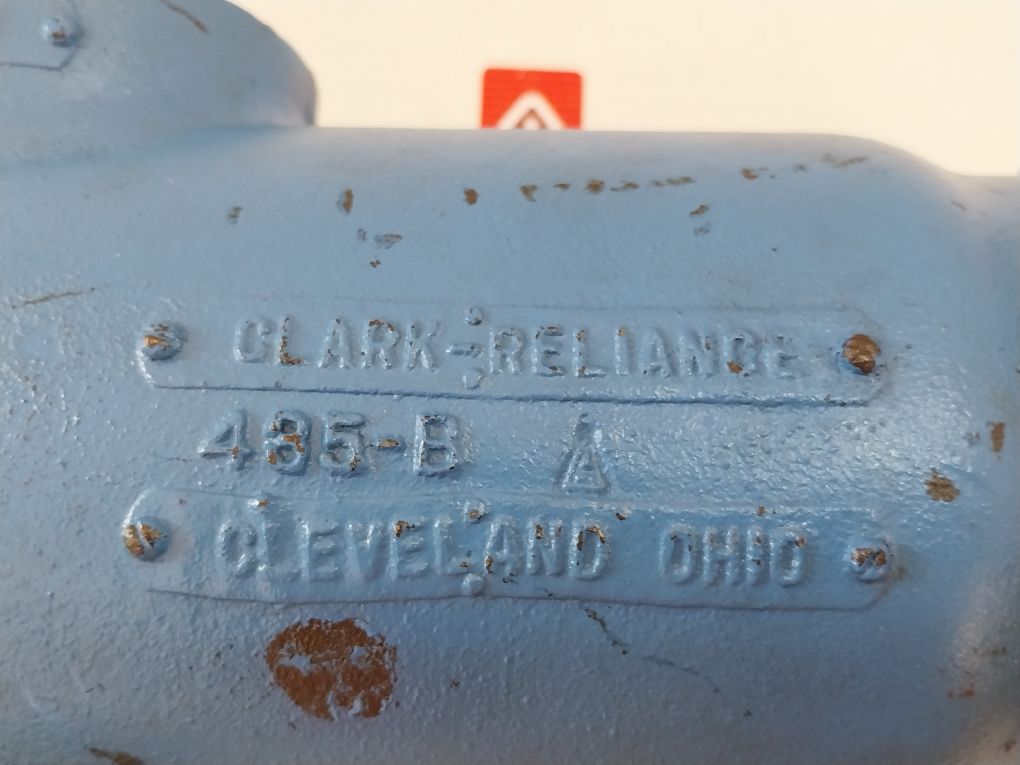 CLARK-RELIANCE
485-B A
CLEVELAND OHIO